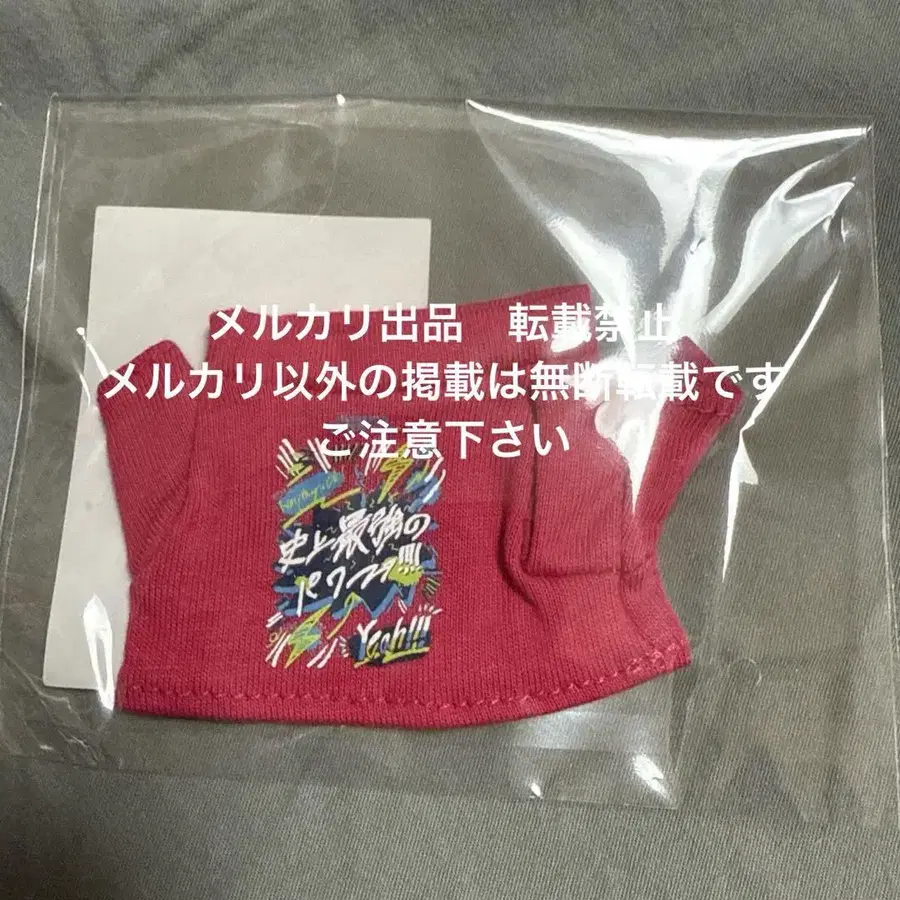 メルカリ出品　転載禁止
メルカリ以外の掲載は無断転載です
ご注意下さい
史上最強の
パワフル!!!!
Yeah!!!